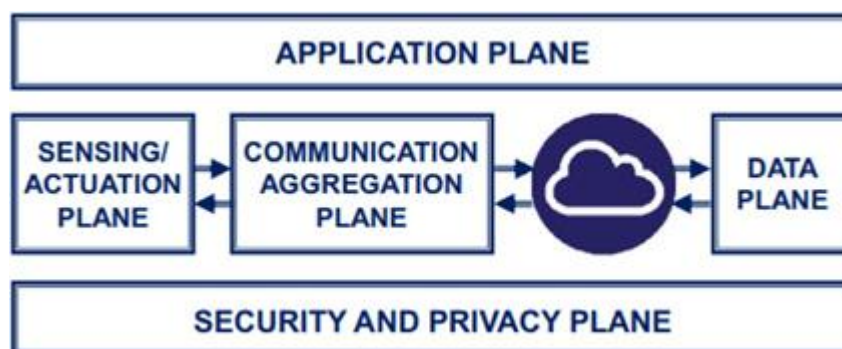 APPLICATION PLANE
SENSING/
ACTUATION
PLANE
COMMUNICATION
AGGREGATION
PLANE
DATA
PLANE
SECURITY AND PRIVACY PLANE